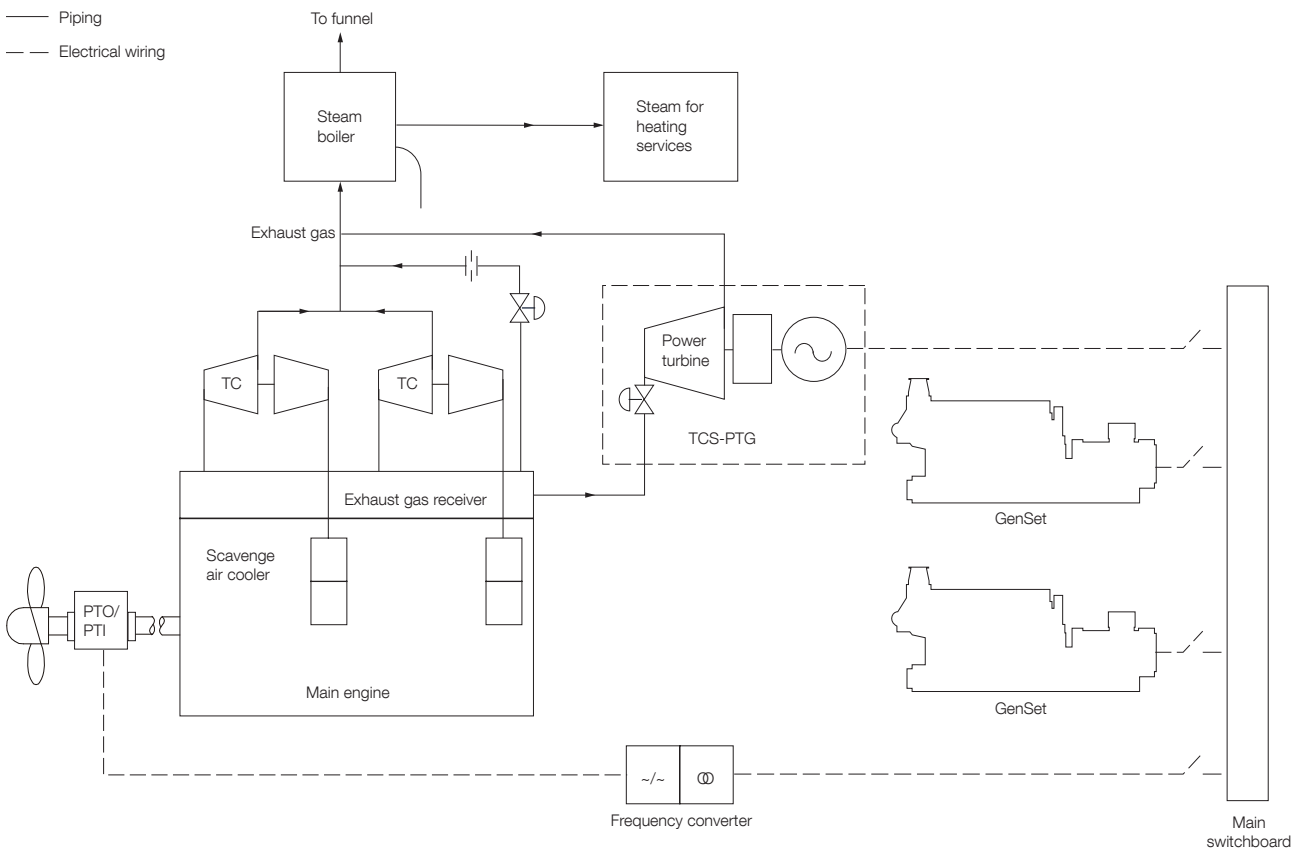 Piping
Electrical wiring
To funnel
Steam
boiler
Steam for
heating
services
Exhaust gas
TC
TC
Power
turbine
TCS-PTG
Exhaust gas receiver
GenSet
Scavenge
air cooler
PTO/
PTI
Main engine
GenSet
~/~
Frequency converter
Main
switchboard